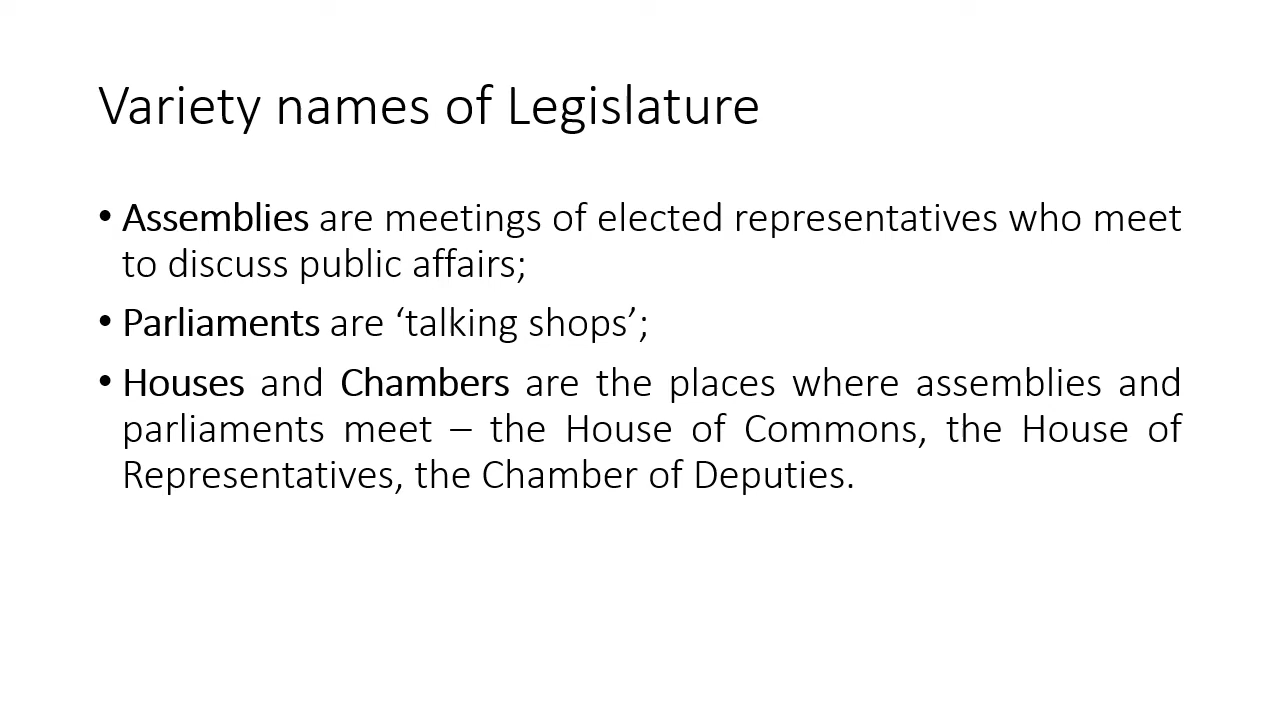 Variety names of Legislature
• Assemblies are meetings of elected representatives who meet
to discuss public affairs;
• Parliaments are ‘talking shops’;
• Houses and Chambers are the places where assemblies and
parliaments meet – the House of Commons, the House of
Representatives, the Chamber of Deputies.